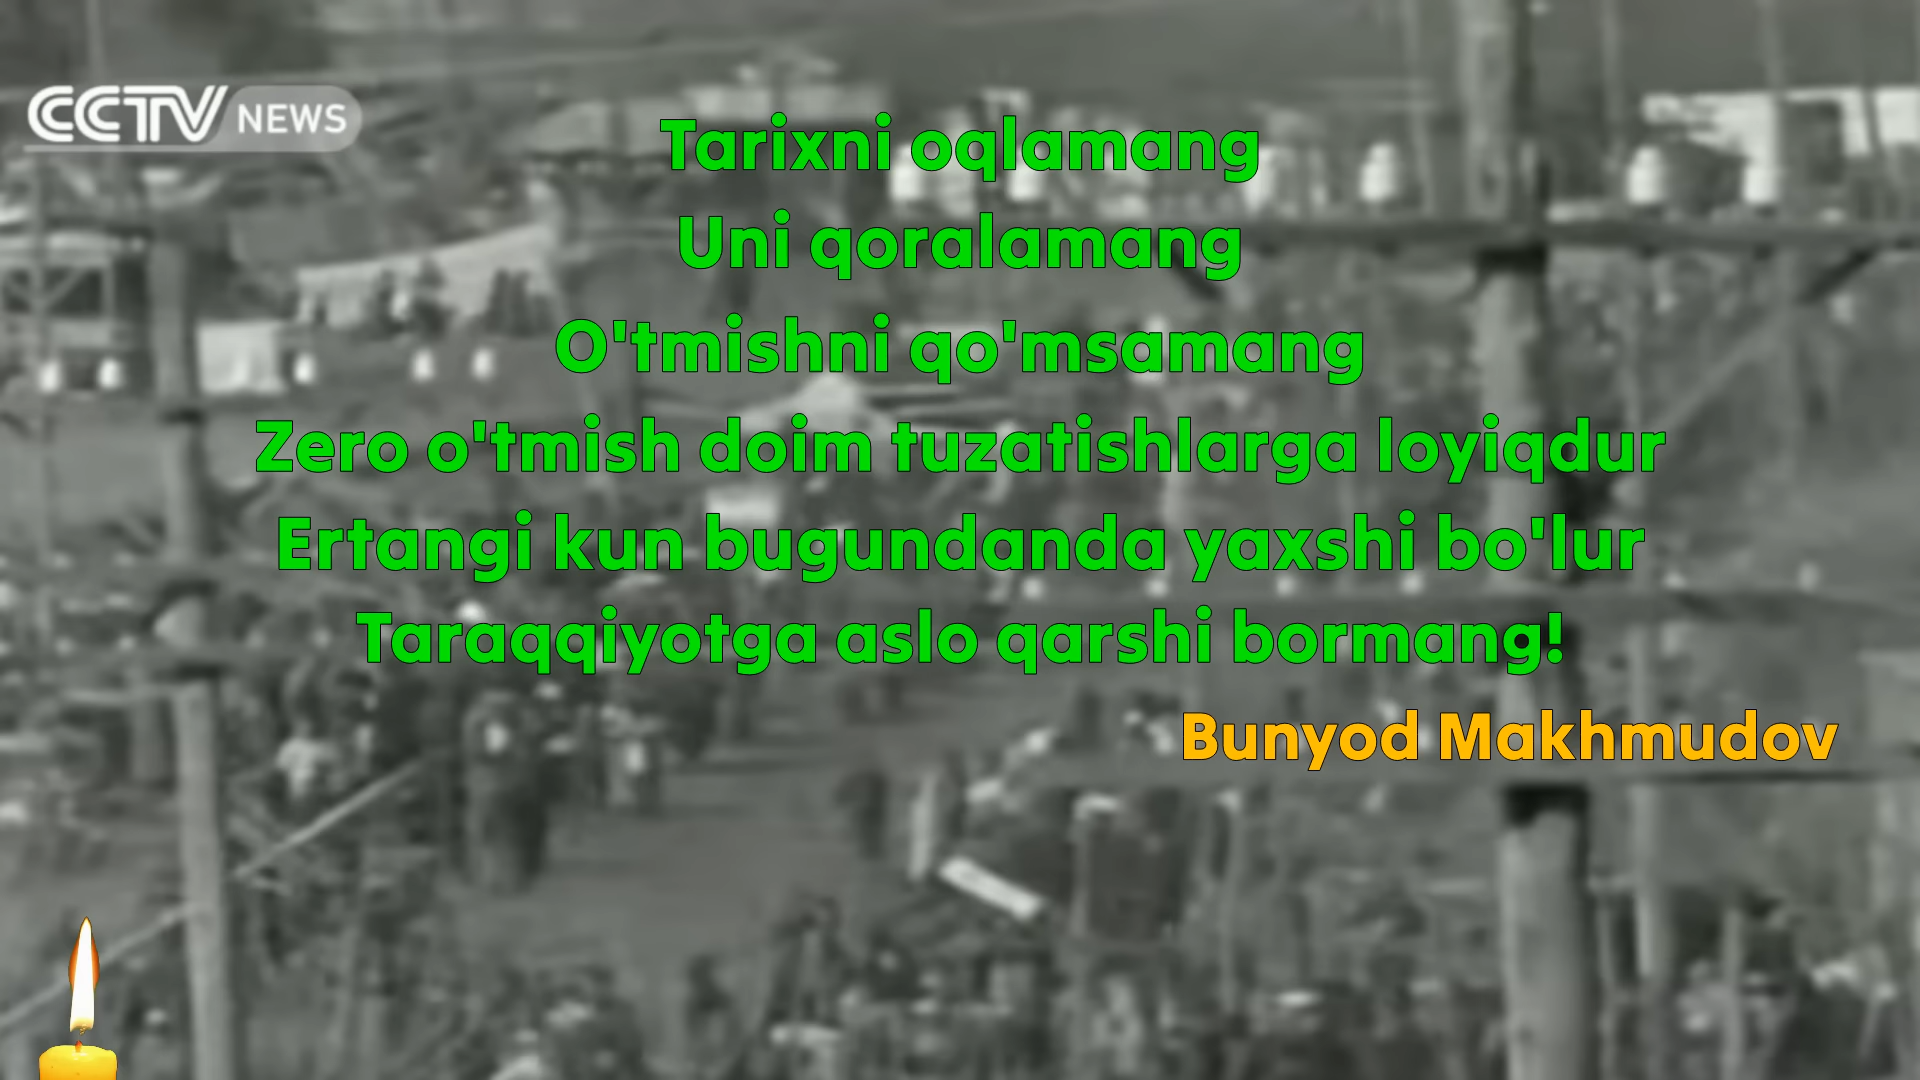 CCTV NEWS
Tarixni oqlamang
Uni qoralamang
O'tmishni qo'msamang
Zero o'tmish doim tuzatishlarga loyiqdur
Ertangi kun bugundanda yaxshi bo'lur
Taraqqiyotga aslo qarshi bormang!
Bunyod Makhmudov